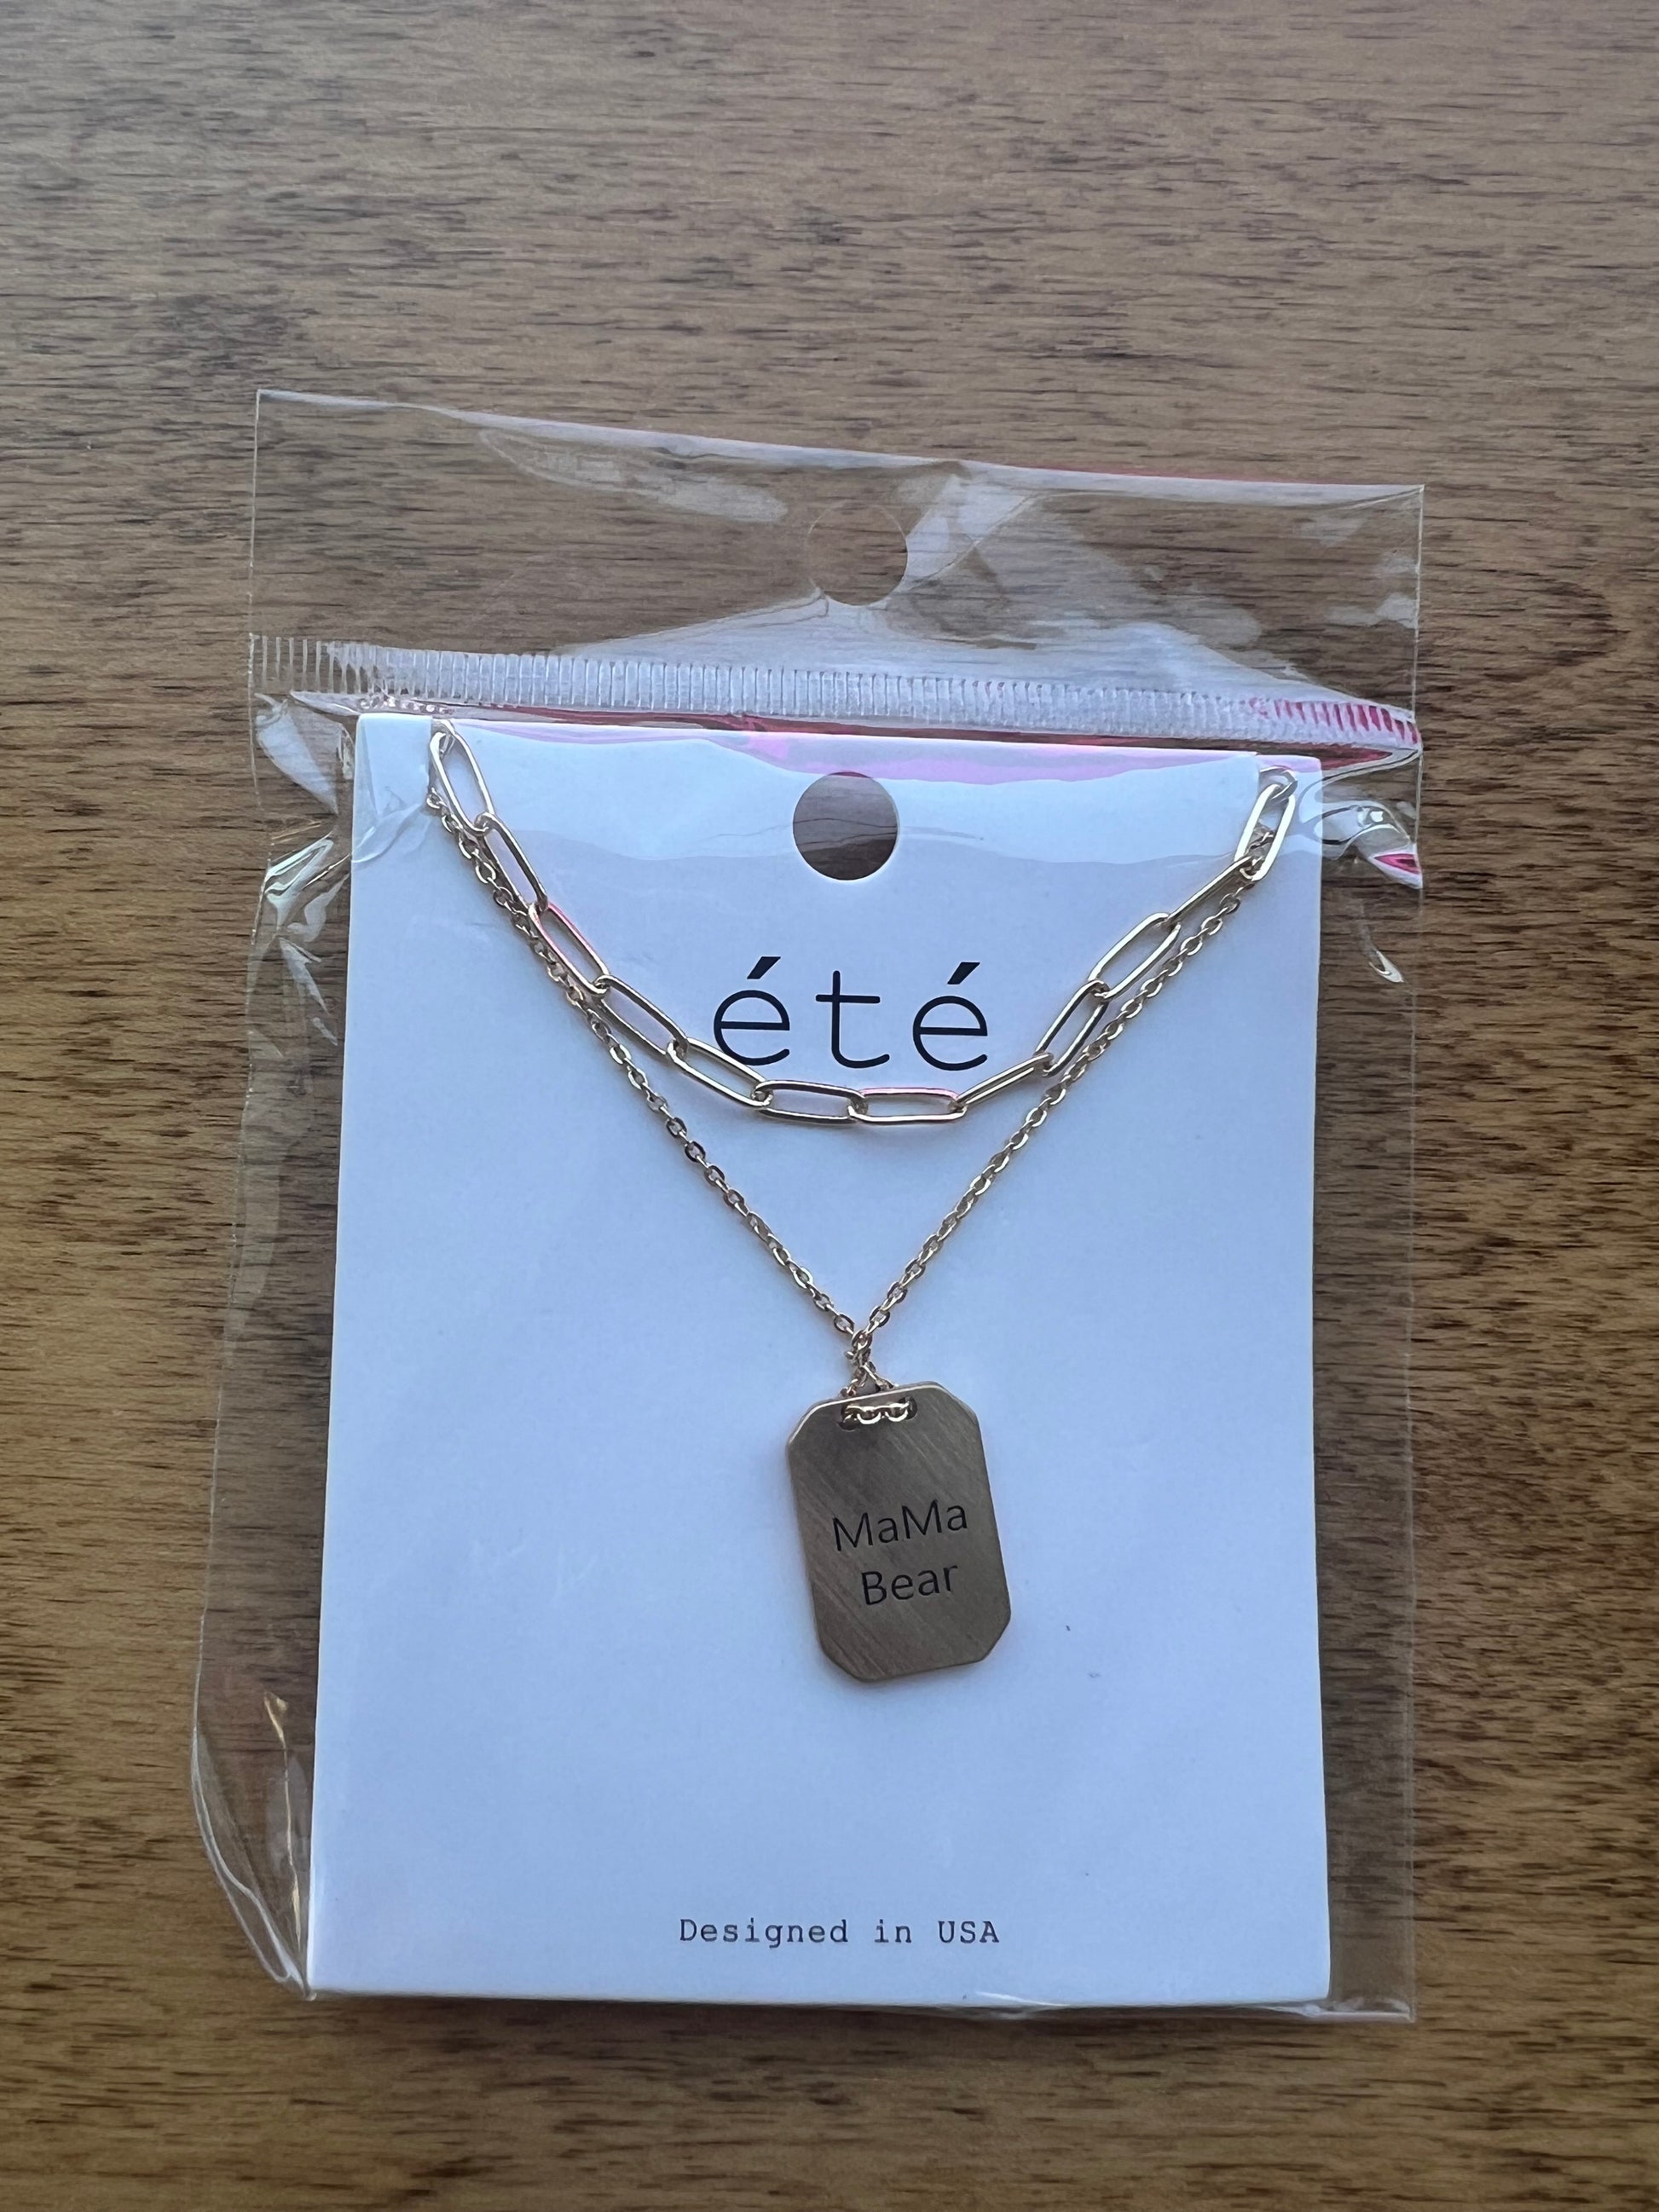 été
MaMa
Bear
Designed in USA